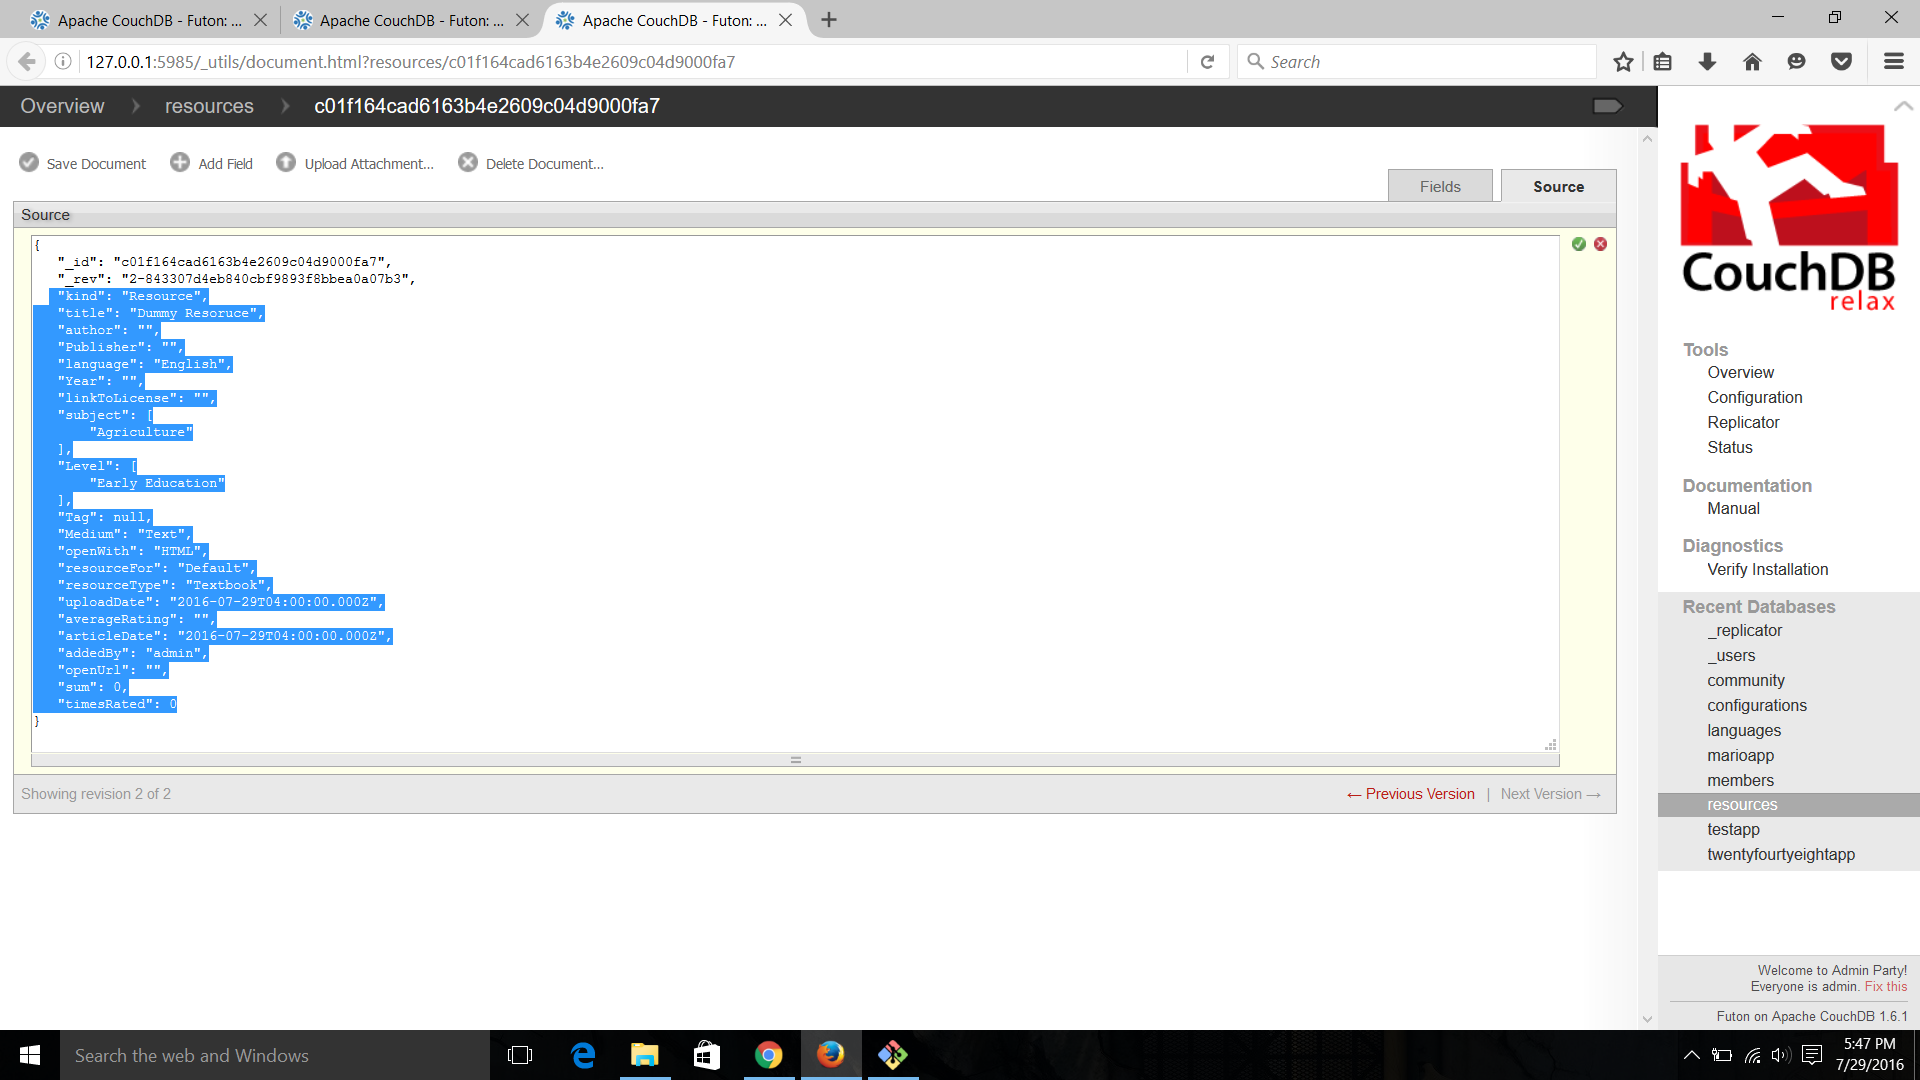 Apache CouchDB - Futon: ...
Apache CouchDB - Futon: ...
Apache CouchDB - Futon: ...
127.0.0.1:5985/_utils/document.html?resources/c01f164cad6163b4e2609c04d9000fa7
Search
Overview
resources
c01f164cad6163b4e2609c04d9000fa7
Save Document
Add Field
Upload Attachment...
Delete Document...
Fields
Source
Source
{
"_id": "c01f164cad6163b4e2609c04d9000fa7",
"_rev": "2-843307d4eb840cbf9893f8bbea0a07b3",
"kind": "Resource",
"title": "Dummy Resoruce",
"author": "",
"Publisher": "",
"language": "English",
"Year": "",
"linkToLicense": "",
"subject": [
"Agriculture"
],
"Level": [
"Early Education"
],
"Tag": null,
"Medium": "Text",
"openWith": "HTML",
"resourceFor": "Default",
"resourceType": "Textbook",
"uploadDate": "2016-07-29T04:00:00.000Z",
"averageRating": "",
"articleDate": "2016-07-29T04:00:00.000Z",
"addedBy": "admin",
"openUrl": "",
"sum": 0,
"timesRated": 0
}
Showing revision 2 of 2
← Previous Version | Next Version →
CouchDB
relax
Tools
Overview
Configuration
Replicator
Status
Documentation
Manual
Diagnostics
Verify Installation
Recent Databases
_replicator
_users
community
configurations
languages
marioapp
members
resources
testapp
twentyfourtyeightapp
Welcome to Admin Party!
Everyone is admin. Fix this
Futon on Apache CouchDB 1.6.1
Search the web and Windows
5:47 PM
7/29/2016